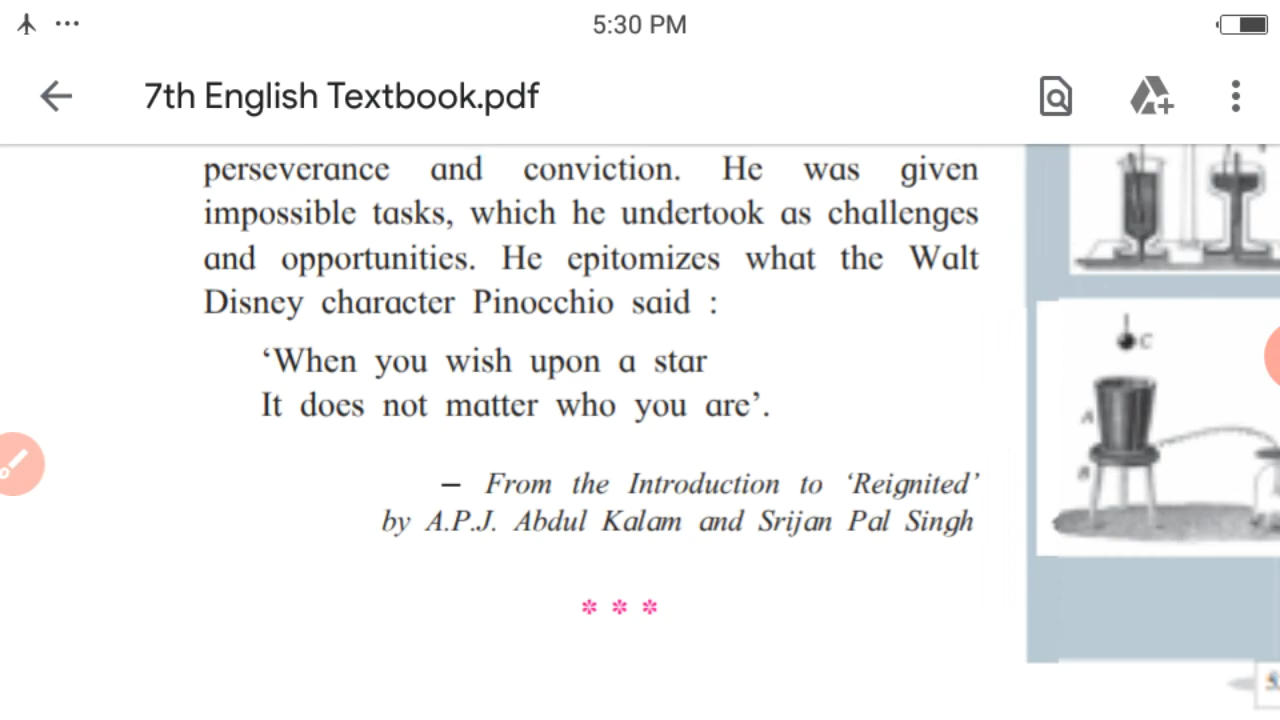 5:30 PM
7th English Textbook.pdf
perseverance and conviction. He was given
impossible tasks, which he undertook as challenges
and opportunities. He epitomizes what the Walt
Disney character Pinocchio said :
‘When you wish upon a star
It does not matter who you are’.
– From the Introduction to ‘Reignited’
by A.P.J. Abdul Kalam and Srijan Pal Singh
* * *
C
A
B